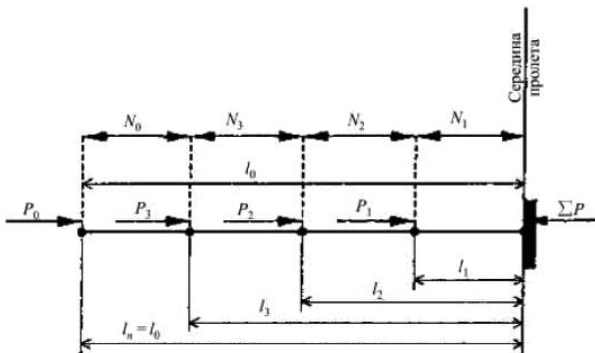 Середина
пролета
N₀ N₃ N₂ N₁
l₀
P₀ P₃ P₂ P₁ ΣP
l₁
l₂
l₃
lₙ = l₀